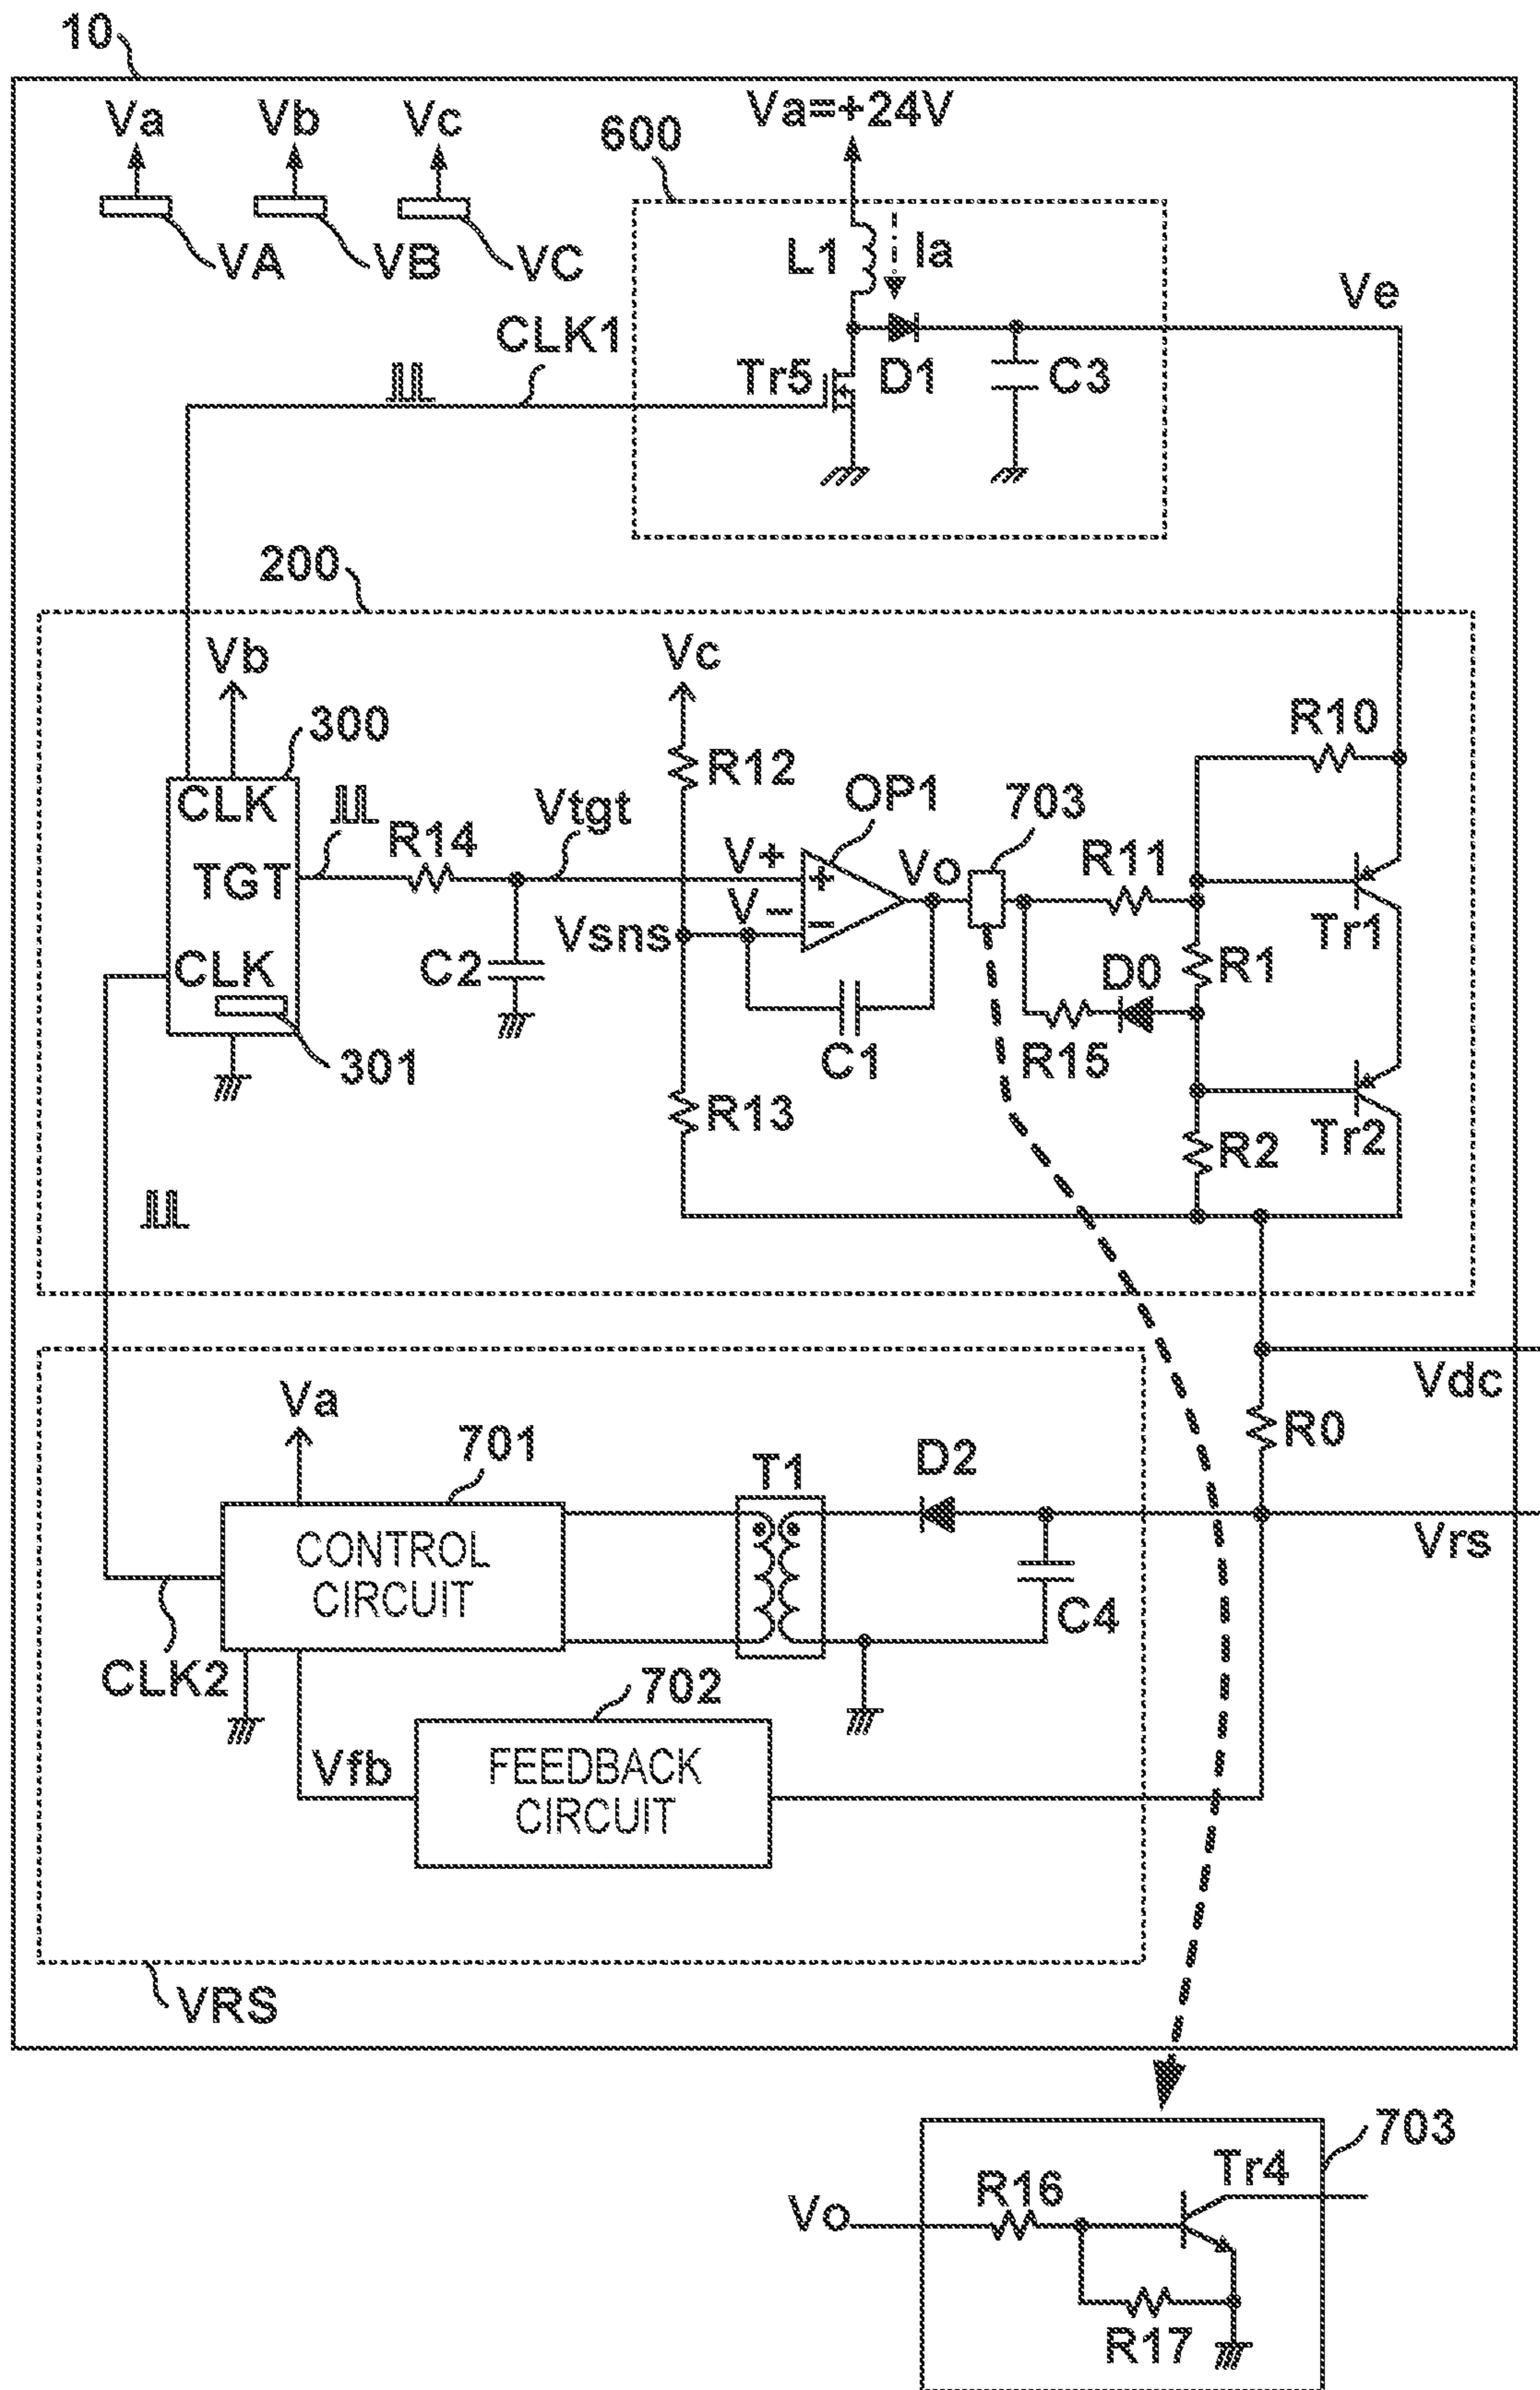 10
Va
Vb
Vc
VA
VB
VC
600
Va=+24V
L1
Ia
Ve
CLK1
Tr5
D1
C3
200
Vb
300
CLK
TGT
CLK
301
R14
Vtgt
C2
Vc
R12
V+
V−
Vsns
OP1
Vo
703
C1
R13
R10
R11
Tr1
D0
R1
R15
R2
Tr2
Vdc
R0
Vrs
Va
701
CONTROL
CIRCUIT
T1
D2
C4
CLK2
702
Vfb
FEEDBACK
CIRCUIT
VRS
703
Vo
R16
Tr4
R17